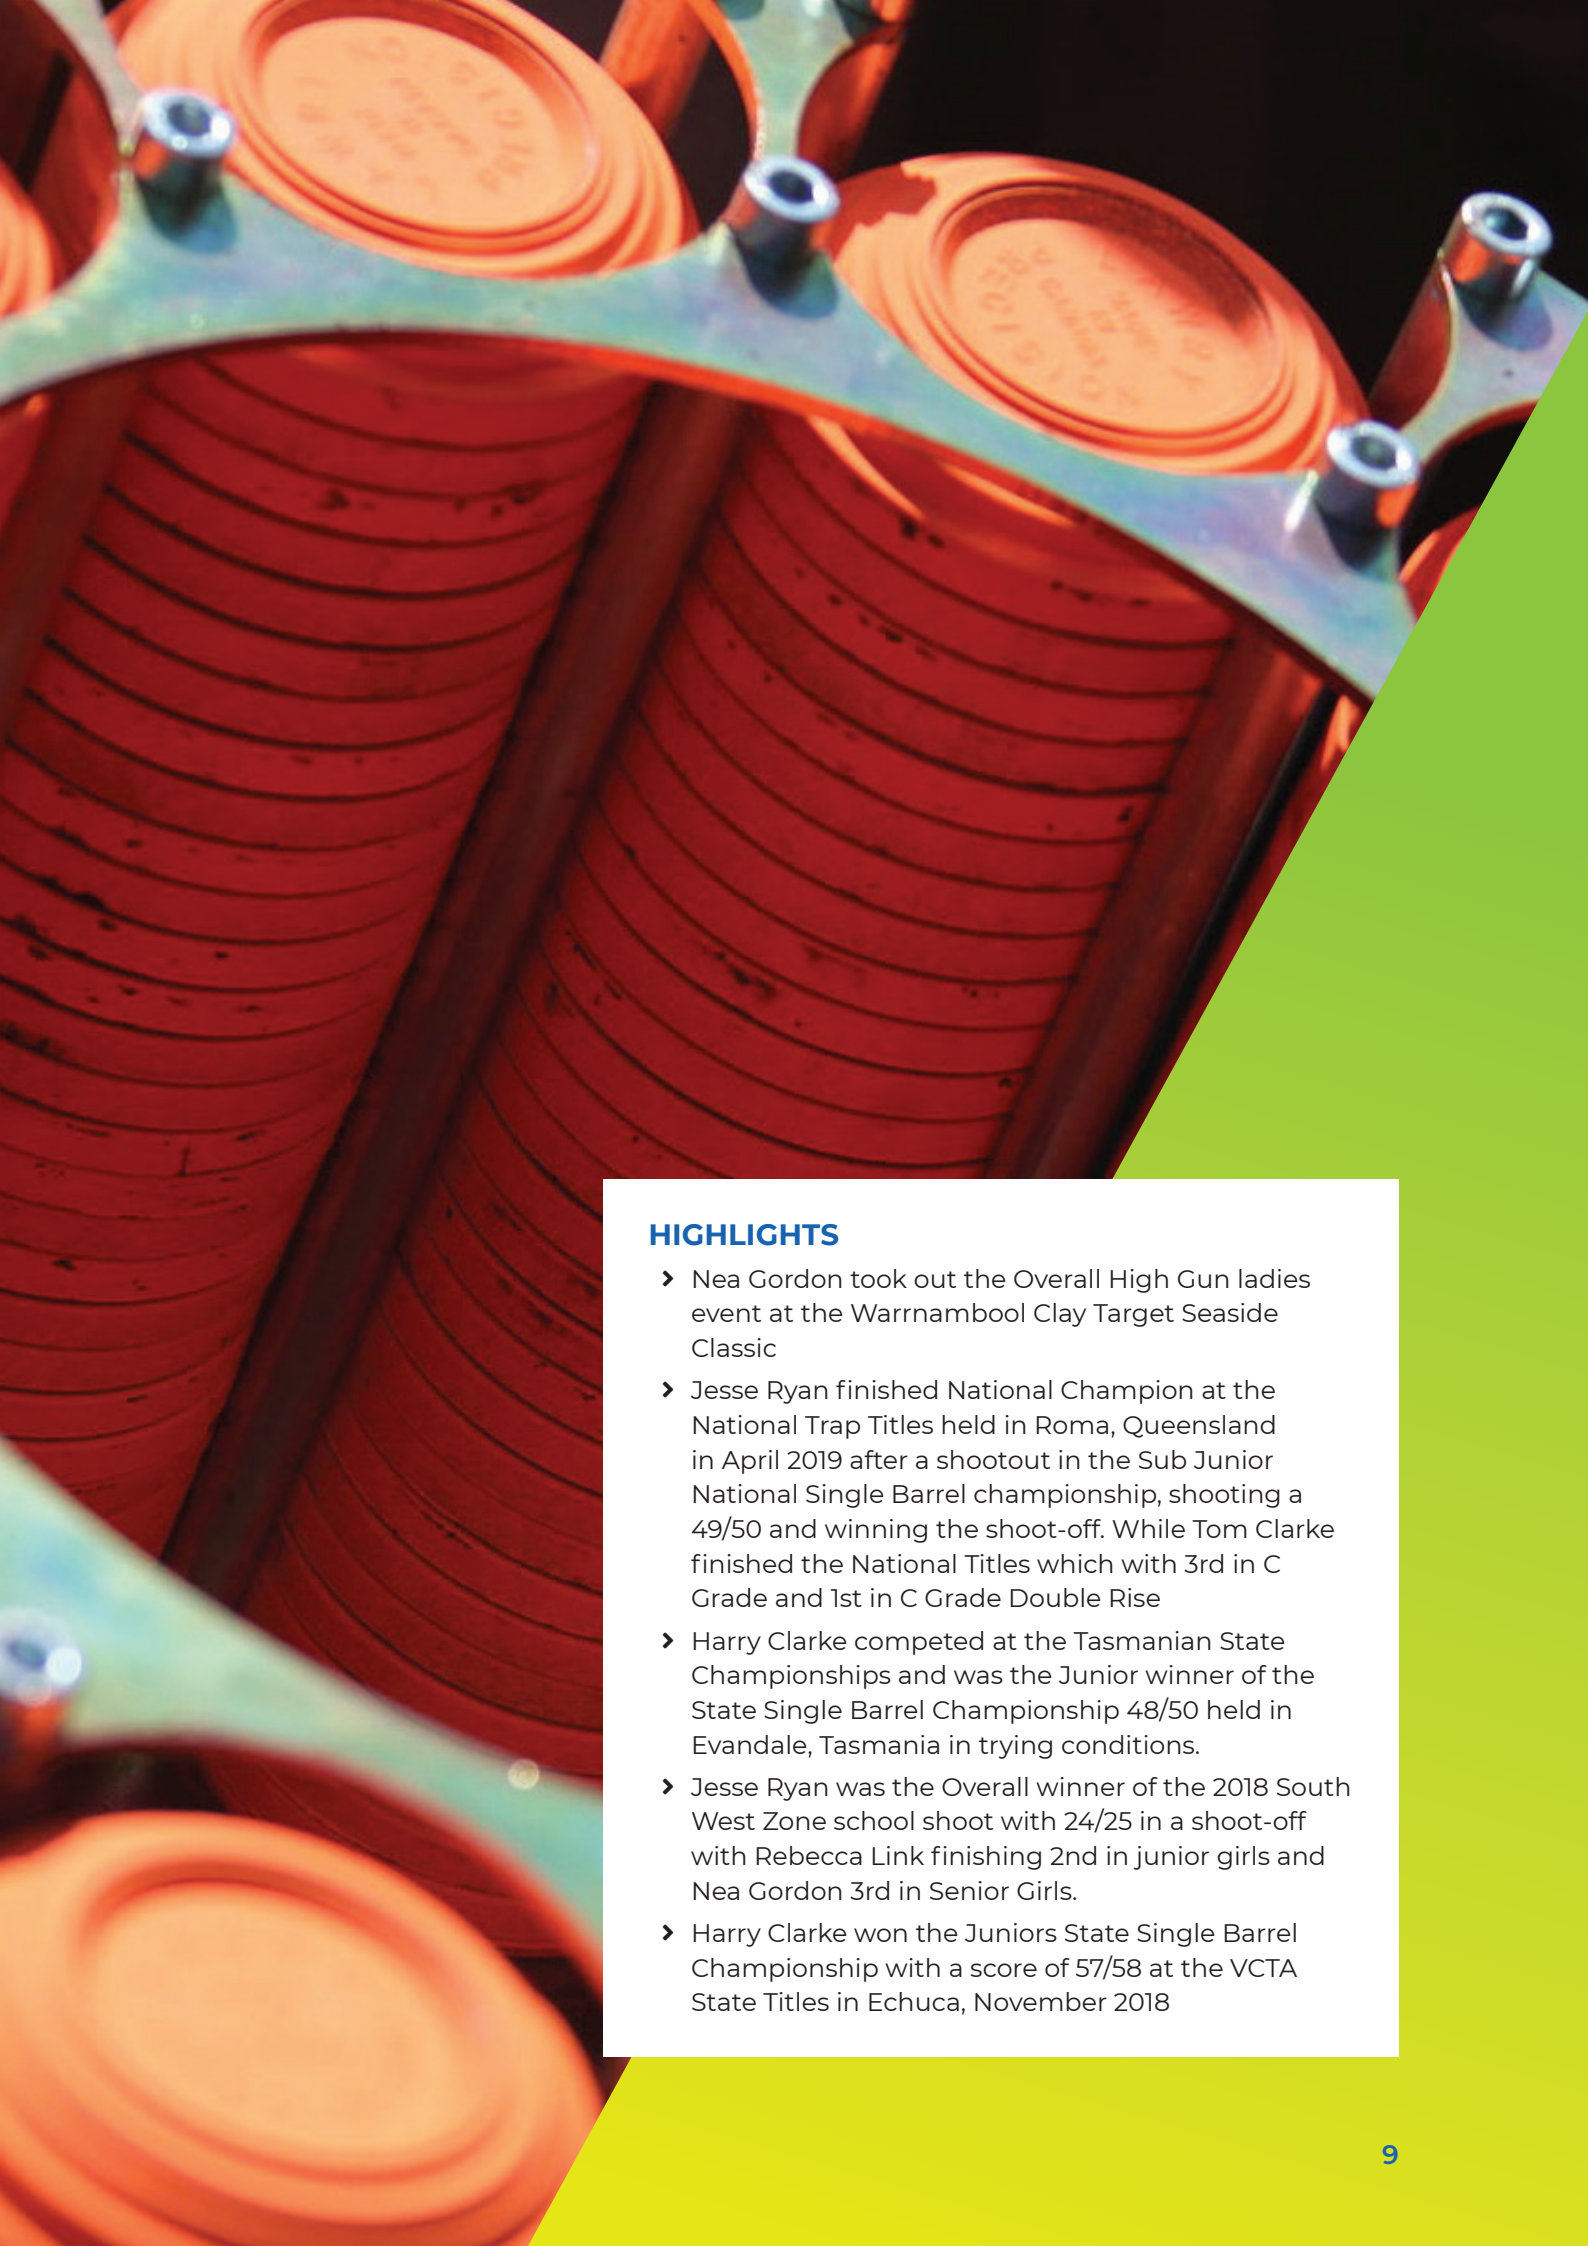 HIGHLIGHTS
Nea Gordon took out the Overall High Gun ladies
event at the Warrnambool Clay Target Seaside
Classic
Jesse Ryan finished National Champion at the
National Trap Titles held in Roma, Queensland
in April 2019 after a shootout in the Sub Junior
National Single Barrel championship, shooting a
49/50 and winning the shoot-off. While Tom Clarke
finished the National Titles which with 3rd in C
Grade and 1st in C Grade Double Rise
Harry Clarke competed at the Tasmanian State
Championships and was the Junior winner of the
State Single Barrel Championship 48/50 held in
Evandale, Tasmania in trying conditions.
Jesse Ryan was the Overall winner of the 2018 South
West Zone school shoot with 24/25 in a shoot-off
with Rebecca Link finishing 2nd in junior girls and
Nea Gordon 3rd in Senior Girls.
Harry Clarke won the Juniors State Single Barrel
Championship with a score of 57/58 at the VCTA
State Titles in Echuca, November 2018
9